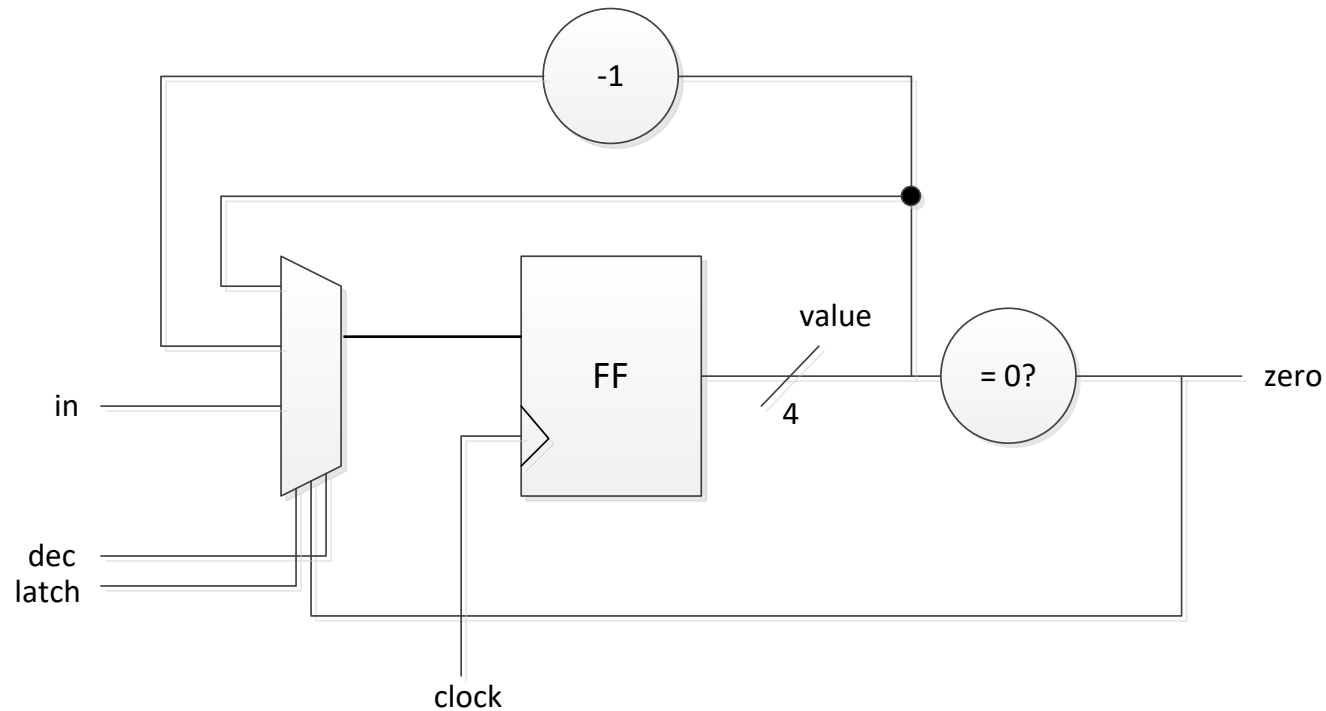 -1
value
FF
= 0?
zero
4
in
dec
latch
clock